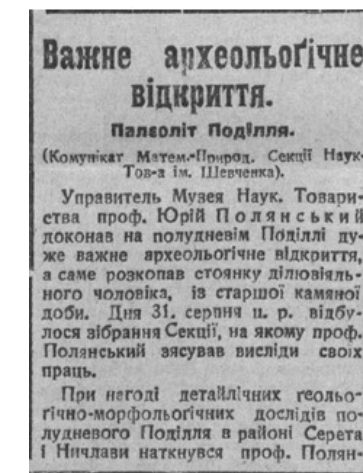 Важне археольоґічне
відкриття.
Палєоліт Поділля.
(Комунікат Матем.-Природ. Секції Наук-
Тов-а ім. Шевченка).
Управитель Музея Наук. Товари-
ства проф. Юрій Полянський
доконав на полудневім Поділлі ду-
же важне археольоґічне відкриття,
а саме розкопав стоянку ділювіяль-
ного чоловіка, із старшої камяної
доби. Дня 31. серпня ц. р. відбу-
лося зібрання Секції, на якому проф.
Полянський зясував висліди своїх
праць.
При нагоді детайлічних ґеольо-
ґічно-морфольоґічних дослідів по-
лудневого Поділля в районі Серета
і Ничлави наткнувся проф. Полян-